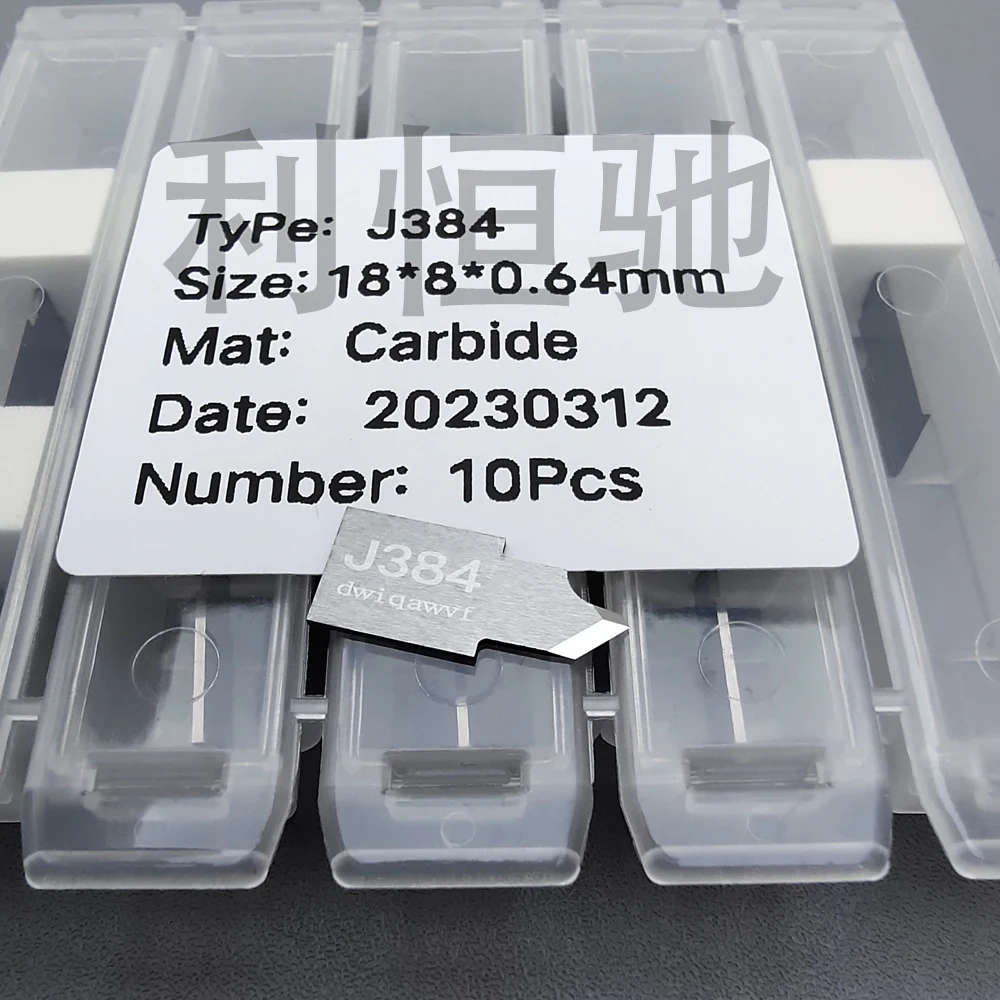 利恒驰
TyPe: J384
Size: 18*8*0.64mm
Mat: Carbide
Date: 20230312
Number: 10Pcs
J384
dwiqawvf